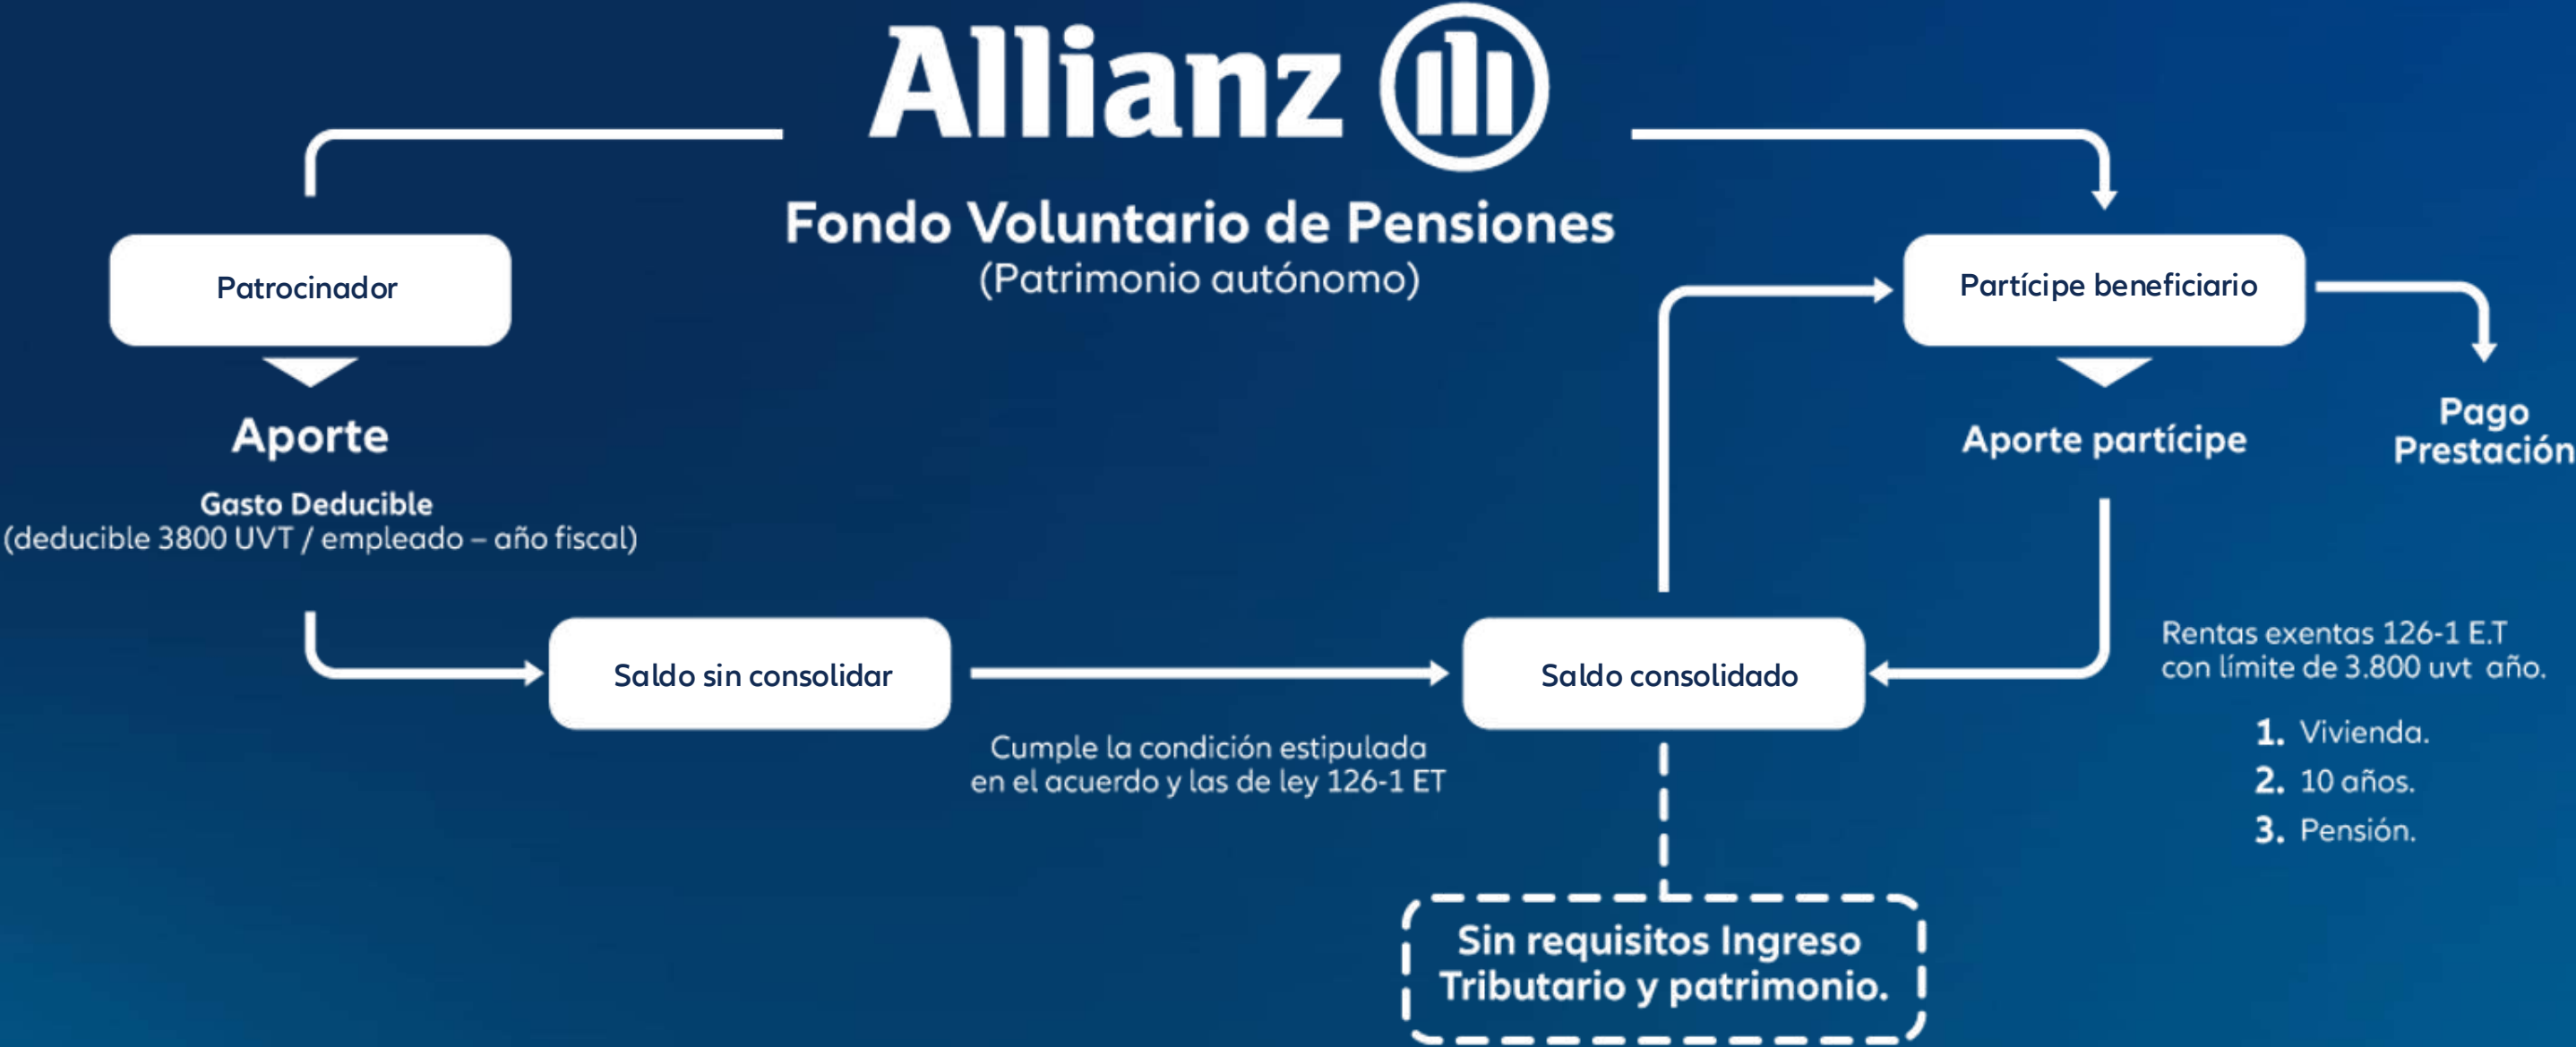 Allianz
Fondo Voluntario de Pensiones
(Patrimonio autónomo)
Patrocinador
Aporte
Gasto Deducible
(deducible 3800 UVT / empleado – año fiscal)
Saldo sin consolidar
Cumple la condición estipulada
en el acuerdo y las de ley 126-1 ET
Saldo consolidado
Sin requisitos Ingreso
Tributario y patrimonio.
Partícipe beneficiario
Aporte partícipe
Pago
Prestación
Rentas exentas 126-1 E.T
con límite de 3.800 uvt año.
1. Vivienda.
2. 10 años.
3. Pensión.